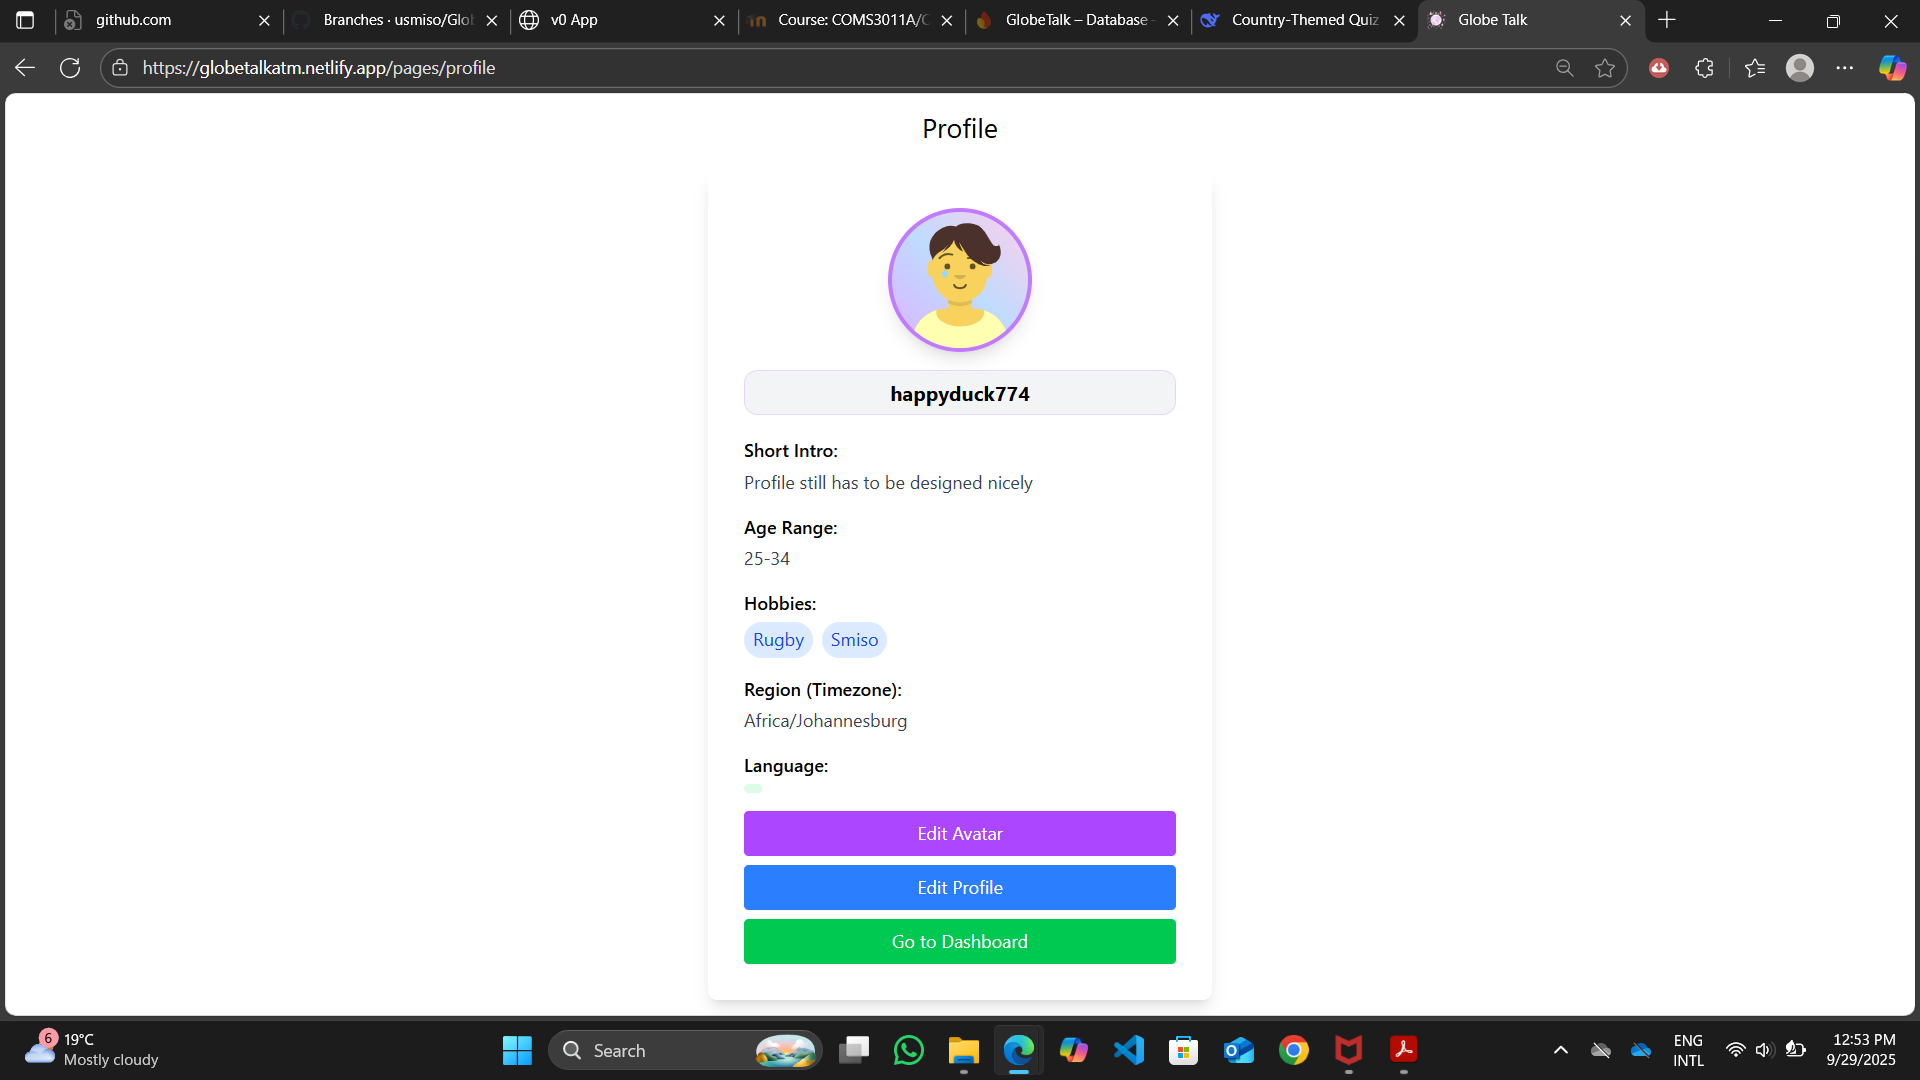 github.com
Branches · usmiso/Glo
v0 App
Course: COMS3011A/C
GlobeTalk – Database
Country-Themed Quiz
Globe Talk
https://globetalkatm.netlify.app/pages/profile
Profile
happyduck774
Short Intro:
Profile still has to be designed nicely
Age Range:
25-34
Hobbies:
Rugby Smiso
Region (Timezone):
Africa/Johannesburg
Language:
Edit Avatar
Edit Profile
Go to Dashboard
6
19°C
Mostly cloudy
Search
ENG
INTL
12:53 PM
9/29/2025